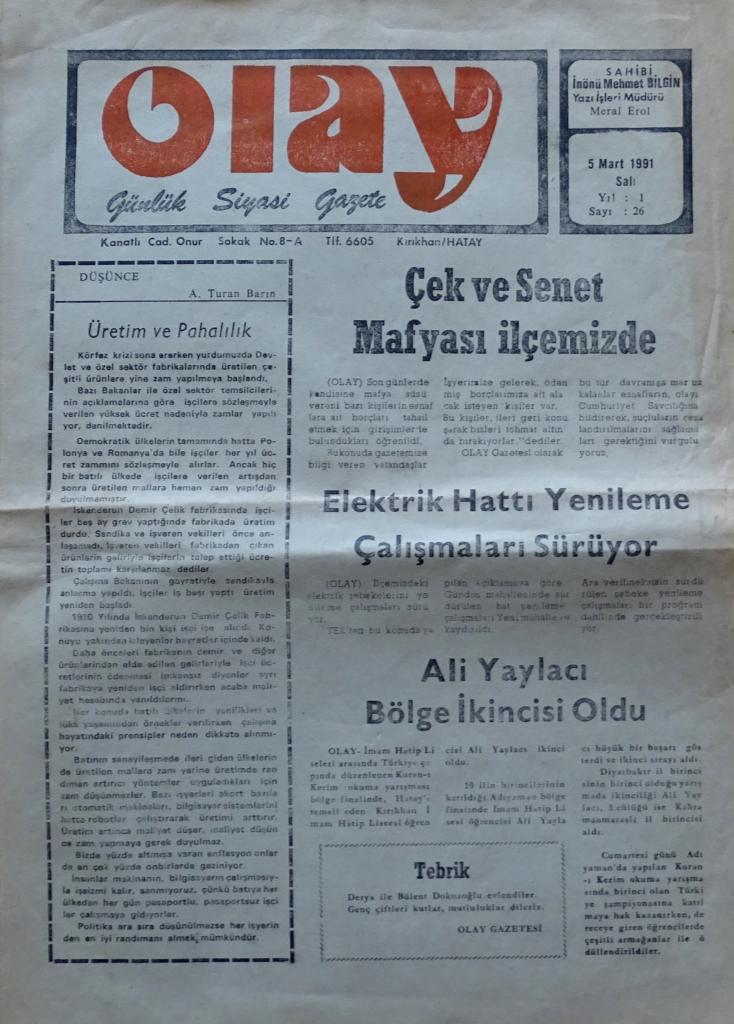 olay
Günlük Siyasi Gazete
SAHİBİ
İnönü Mehmet BİLGİN
Yazı İşleri Müdürü
Meral Erol
5 Mart 1991
Salı
Yıl : 1
Sayı : 26
Kanatlı Cad. Onur Sokak No.8-A Tlf. 6605 Kırıkhan/HATAY
DÜŞÜNCE
A. Turan Barın
Üretim ve Pahalılık
Körfez krizi sona ererken yurdumuzda Dev
let ve özel sektör fabrikalarında üretilen çe
şitli ürünlere yine zam yapılmaya başlandı.
Bazı Bakanlar ile özel sektör temsilcileri-
nin açıklamalarına göre işçilere sözleşmeyle
verilen yüksek ücret nedeniyle zamlar yapılı
yor, denilmektedir.
Demokratik ülkelerin tamamında hatta Po
lonya ve Romanya'da bile işçiler her yıl üc
ret zammını sözleşmeyle alırlar. Ancak hiç
bir batılı ülkede işçilere verilen artışdan
sonra üretilen mallara hemen zam yapıldığı
duyulmamıştır.
İskenderun Demir Çelik fabrikasında işçi-
ler beş ay grev yaptığında fabrikada üretim
durdu. Sendika ve işveren vekilleri önce an-
laşamadı, işveren vekilleri fabrikadan çıkan
ürünlerin geliriyle işçilerin talep ettiği ücre-
tin toplamı karşılanmaz dediler.
Çalışma Bakanının gayretiyle sendikayla
anlaşma yapıldı. işciler iş başı yaptı üretim
yeniden başladı.
1990 Yılında İskenderun Demir Çelik Fab-
rikasına yeniden bin kişi işçi işe alındı. Ko-
nuyu yakından izleyenler hayretler içinde kaldı.
Daha önceleri fabrikanın demir ve diğer
ürünlerinden elde edilen gelirleriyle işci üc-
retlerinin ödenmesi imkansız diyenler ayrı
fabrikaya yeniden işçi aldırırken acaba mali-
yet hesabında yanıldılarmı.
Her konuda batılı ülkelerin yenilikleri ve
lüks yaşamından örnekler verilirken çalışma
hayatındaki prensipler neden dikkate alınmı-
yor.
Batının sanayileşmede ileri giden ülkelerin
de üretilen mallara zam yerine üretimde ran
dıman artırıcı yöntemler uyguladıkları için
zam düşünmezler. Bazı işyerleri
otomatik makinaları, bilgisayar sistemlerini
hatta robotlar çalıştırarak üretimi arttırır.
Üretim artınca maliyet düşer, maliyet düşün
ce zam yapmaya gerek duyulmaz.
Bizde yüzde altmışa varan enflasyon onlar
da en çok yüzde onbirlerde geziniyor.
İnsanlar makinanın, bilgisayarın çalışmasıy-
la işsizmi kalır, sanmıyoruz, çünkü batıya her
ülkeden her gün pasaportlu, pasaportsuz işci
ler çalışmaya gidiyorlar.
Politika ara sıra düşünülmezse her işyerin
den en iyi randımanı almak mümkündür.
Çek ve Senet
Mafyası ilçemizde
(OLAY) Son günlerde
kendisine mafya süsü
vereni bazı kişilerin esnaf
lara ait borçları tahsil
etmek için girişimler'te
bulundukları öğrenildi.
Bu konuda gazetemize
bilgi veren vatandaşlar
İşyerimize gelerek, öden
miş borçlarımıza ait ala
cak isteyen kişiler var.
Bu kişiler, ileri geri konu
şarak bizleri töhmat altın
da bırakıyorlar."dediler.
OLAY Gazetesi olarak
bu tür davranışa maruz
kalanlar esnafların, olayı
Cumhuriyet Savcılığına
bildirerek, suçluların ceza
landırılmalarını sağlama
ları gerektiğini vurgulu
yoruz.
Elektrik Hattı Yenileme
Çalışmaları Sürüyor
(OLAY) İlçemizdeki
elektrik şebekelerini ye
nileme çalışmaları sürü
yor.
TEK'ten bu konuda ya
pılan açıklamaya göre,
Gündüz mahallesinde sür
dürülen hat yenileme
çalışmaları Yeni mahalle'ye
kaydırıldı.
Ara verilmeksizin sürdü
rülen şebeke yenileme
çalışmaları bir program
dahilinde gerçekleştirili
yor.
Ali Yaylacı
Bölge İkincisi Oldu
OLAY- İmam Hatip Li
seleri arasında Türkiye ça
pında düzenlenen Kuran-ı
Kerim okuma yarışması
bölge finalinde, Hatay'ı
temsil eden Kırıkhan İ
mam Hatip Lisesi öğren
cisi Ali Yaylacı ikinci
oldu.
10 ilin birincilerinin
katıldığı Adıyaman bölge
finalinde İmam Hatip Li
sesi öğrencisi Ali Yayla
cı büyük bir başarı gös
terdi ve ikinci sırayı aldı.
Diyarbakır il birinci
sinin birinci olduğu yarış
mada ikinciliği Ali Yay
lacı, üçülüğü ise Kahra
manmaraşlı il birincisi
aldı.
Cumartesi günü Adı
yaman'da yapılan Kuran
-ı Kerim okuma yarışma
sında birinci olan Türki
ye şampiyonasına katıl
maya hak kazanırken, de
receye giren öğrencilerde
çeşitli armağanlar ile ö
düllendirildiler.
Tebrik
Derya ile Bülent Dokuzoğlu evlendiler.
Genç çiftleri kutlar, mutluluklar dileriz.
OLAY GAZETESİ